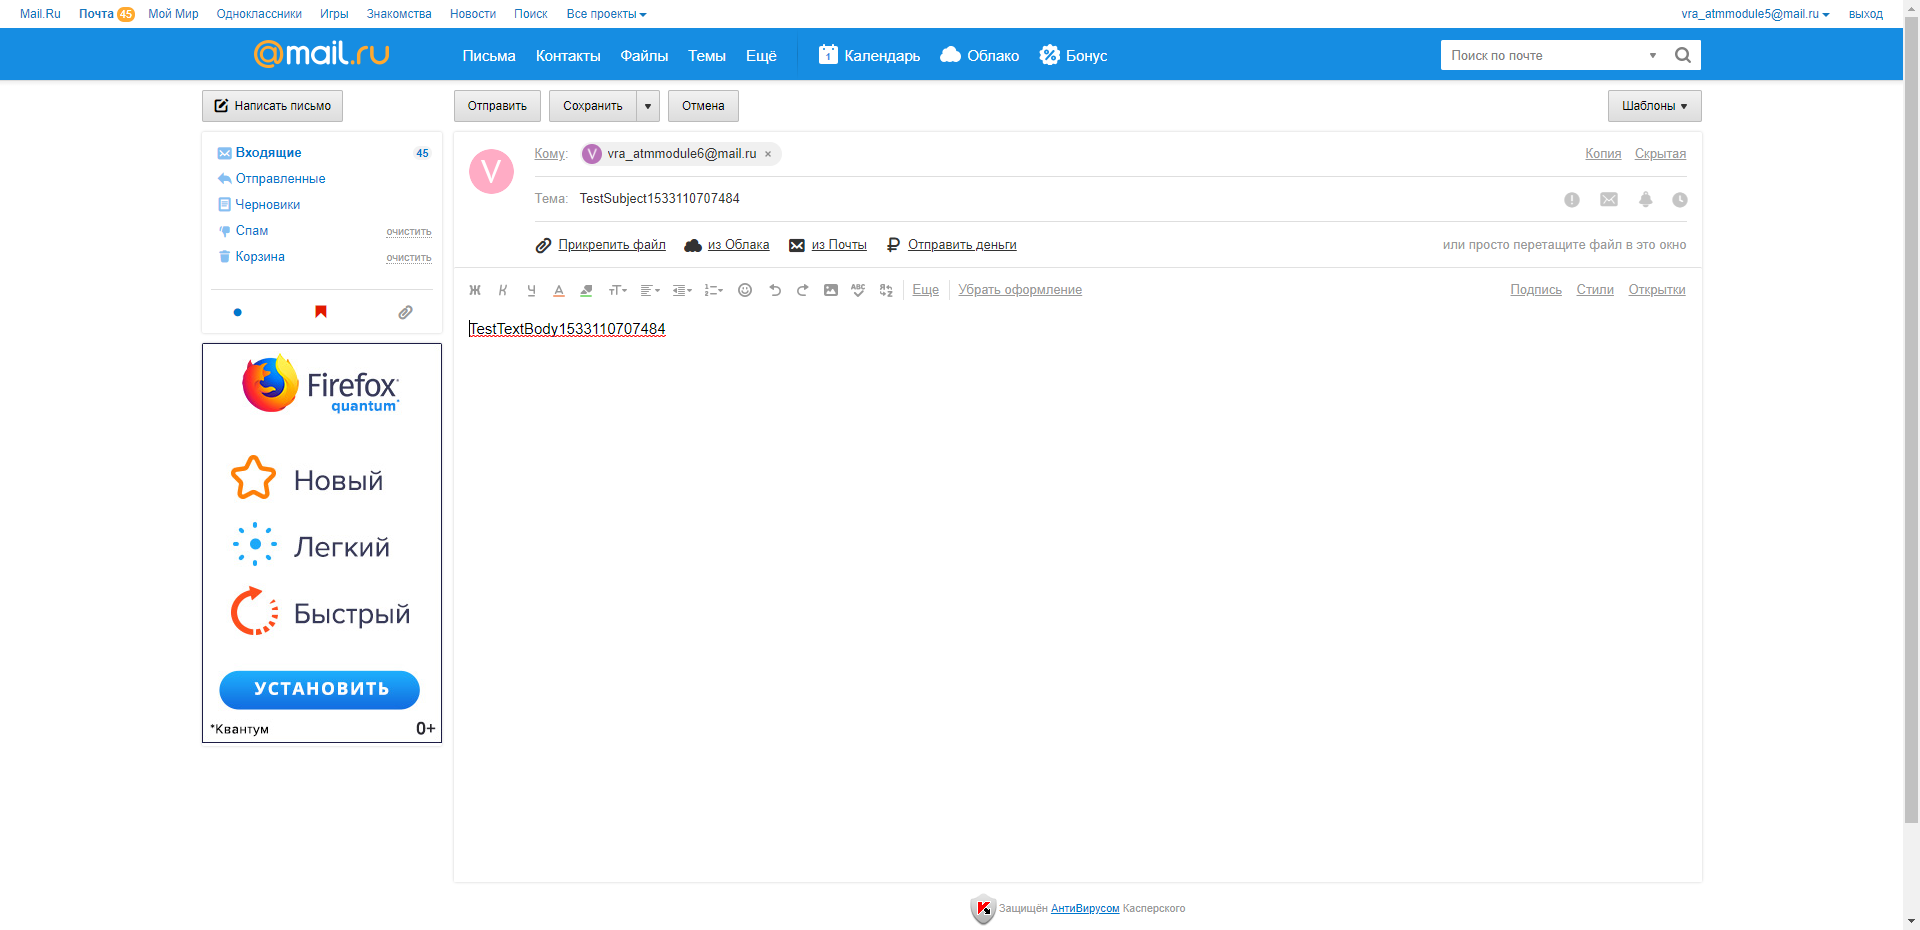 Mail.Ru Почта 45 Мой Мир Одноклассники Игры Знакомства Новости Поиск Все проекты vra_atmmodule5@mail.ru выход
@mail.ru Письма Контакты Файлы Темы Ещё 1 Календарь Облако Бонус Поиск по почте
Написать письмо Отправить Сохранить Отмена Шаблоны
Входящие 45
Отправленные
Черновики
Спам очистить
Корзина очистить
V Кому: V vra_atmmodule6@mail.ru × Копия Скрытая
Тема: TestSubject1533110707484
Прикрепить файл из Облака из Почты Отправить деньги или просто перетащите файл в это окно
Ж К Ч А тТ ABC Еще Убрать оформление Подпись Стили Открытки
TestTextBody1533110707484
Firefox
quantum*
Новый
Легкий
Быстрый
УСТАНОВИТЬ
*Квантум 0+
Защищён АнтиВирусом Касперского